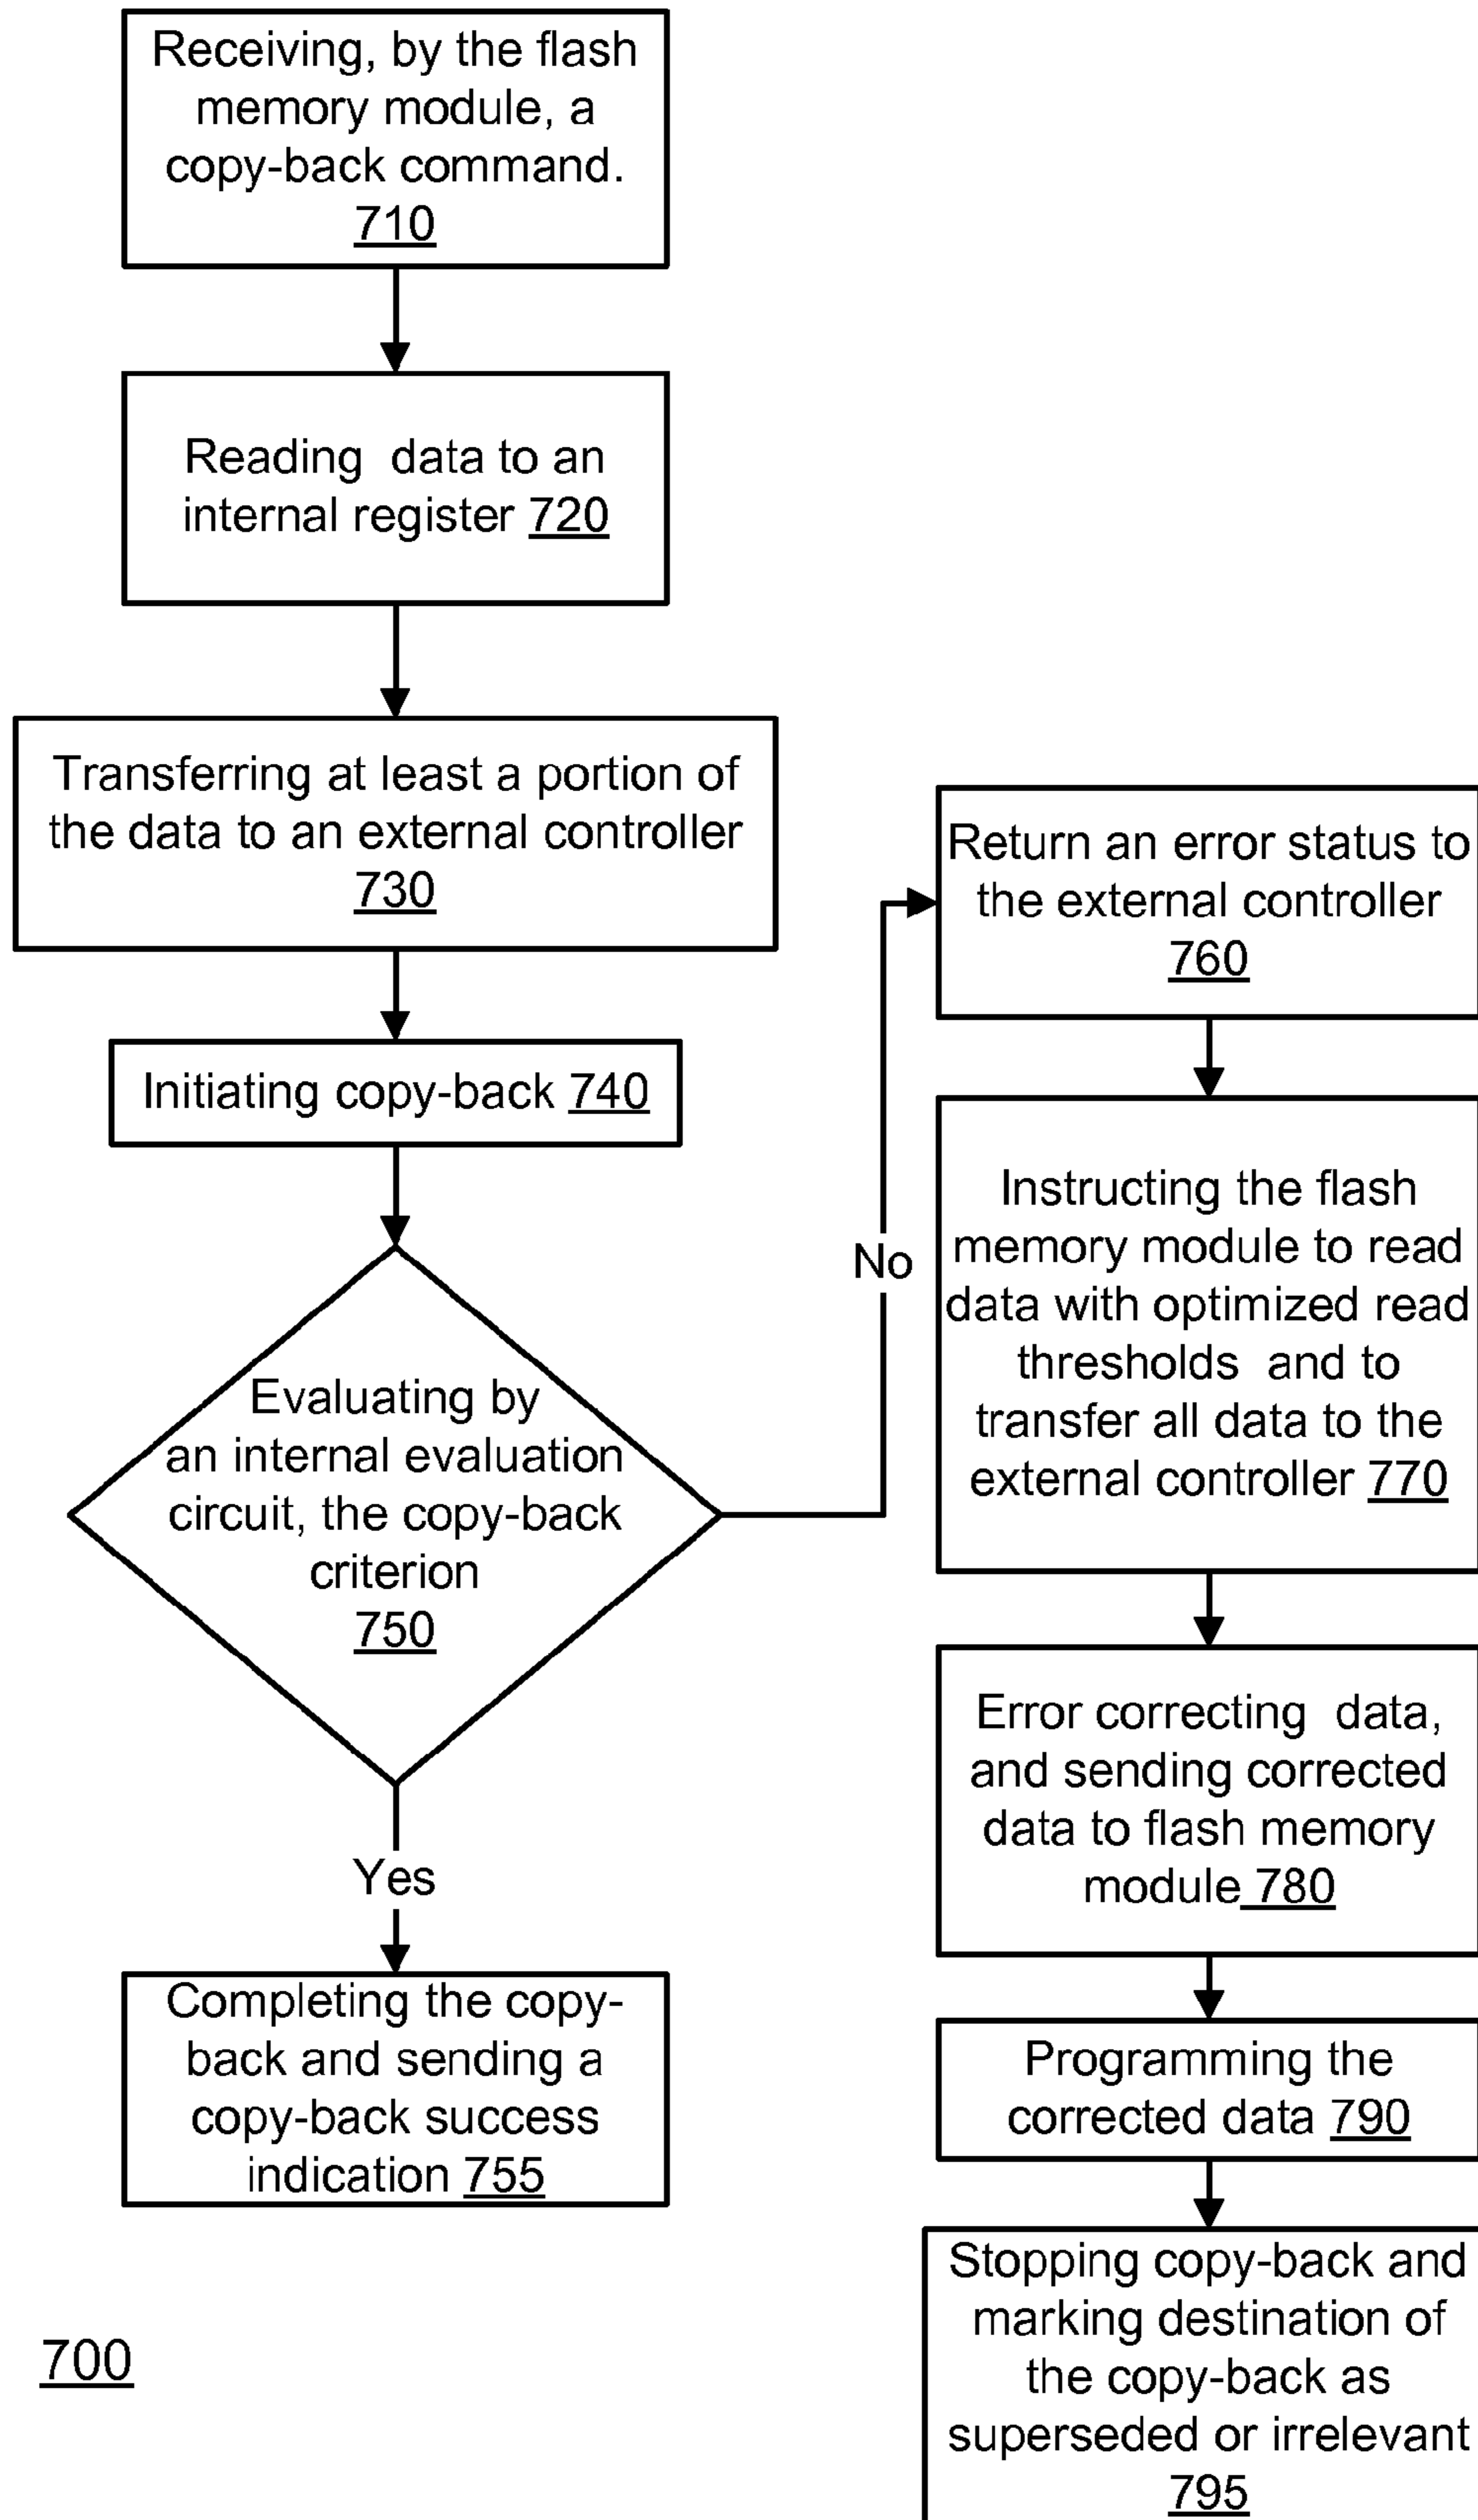 Receiving, by the flash
memory module, a
copy-back command.
710
Reading data to an
internal register 720
Transferring at least a portion of
the data to an external controller
730
Initiating copy-back 740
Evaluating by
an internal evaluation
circuit, the copy-back
criterion
750
Yes
Completing the copy-
back and sending a
copy-back success
indication 755
No
Return an error status to
the external controller
760
Instructing the flash
memory module to read
data with optimized read
thresholds and to
transfer all data to the
external controller 770
Error correcting data,
and sending corrected
data to flash memory
module 780
Programming the
corrected data 790
Stopping copy-back and
marking destination of
the copy-back as
superseded or irrelevant
795
700